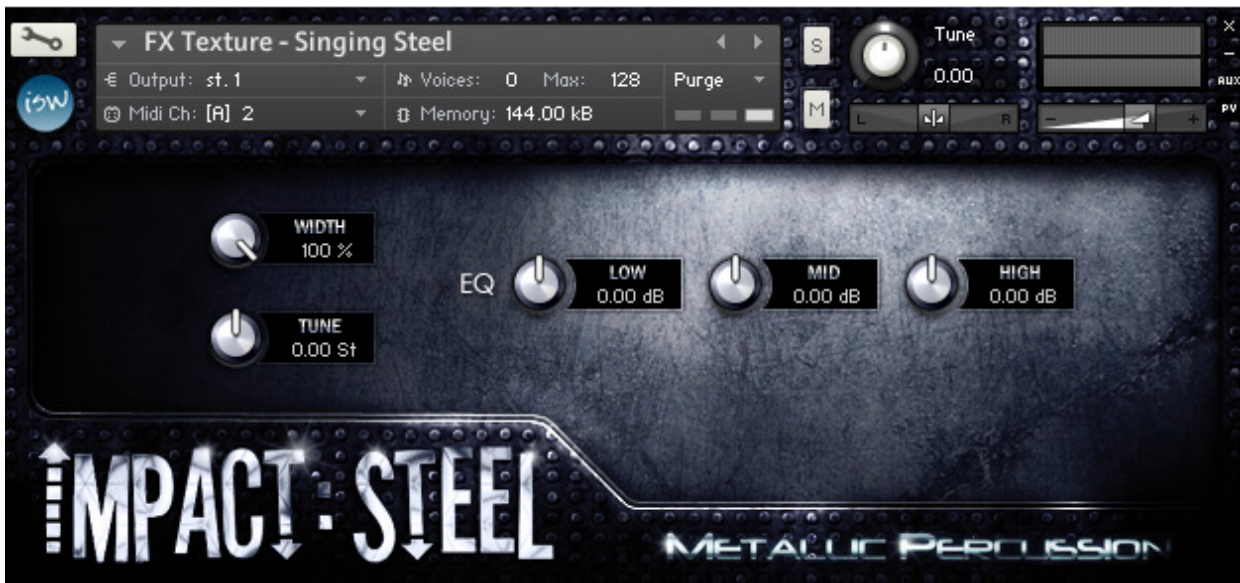 FX Texture - Singing Steel
Output: st. 1
Voices: 0 Max: 128
Purge
Midi Ch: [A] 2
Memory: 144.00 kB
isw
S
M
Tune
0.00
L
R
-
+
×
-
AUX
PV
WIDTH
100 %
TUNE
0.00 St
EQ
LOW
0.00 dB
MID
0.00 dB
HIGH
0.00 dB
IMPACT: STEEL
METALLIC PERCUSSION